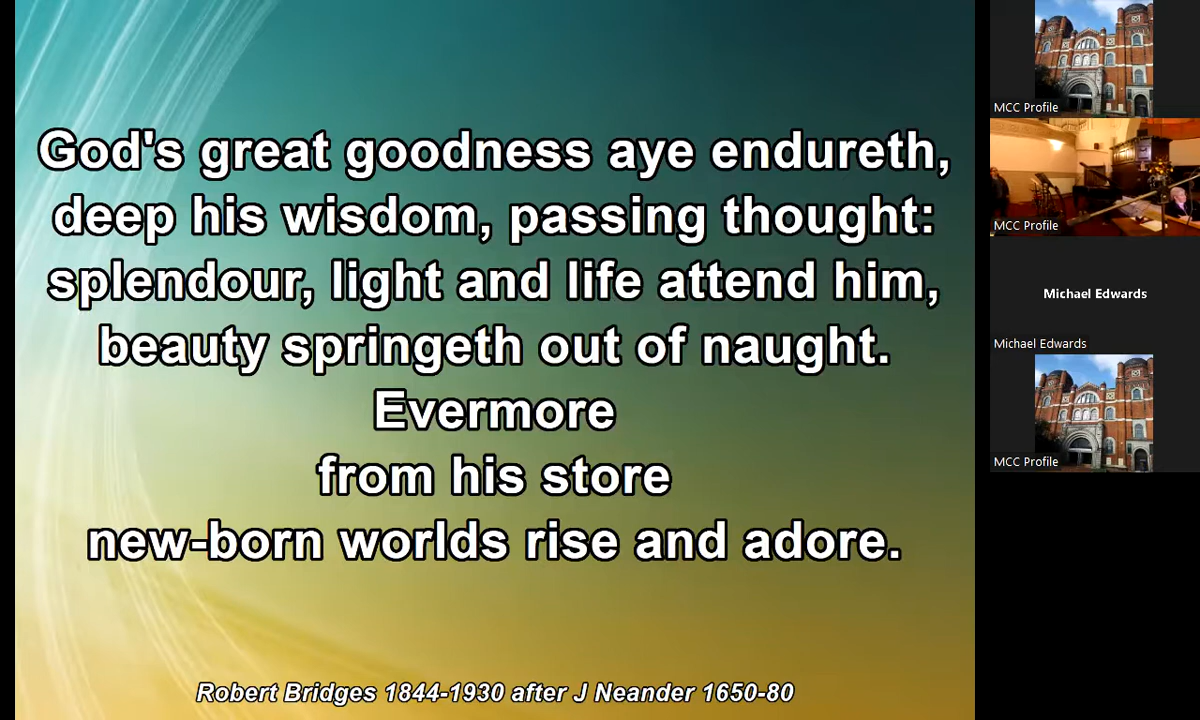 God's great goodness aye endureth,
deep his wisdom, passing thought:
splendour, light and life attend him,
beauty springeth out of naught.
Evermore
from his store
new-born worlds rise and adore.
Robert Bridges 1844-1930 after J Neander 1650-80
MCC Profile
MCC Profile
Michael Edwards
Michael Edwards
MCC Profile